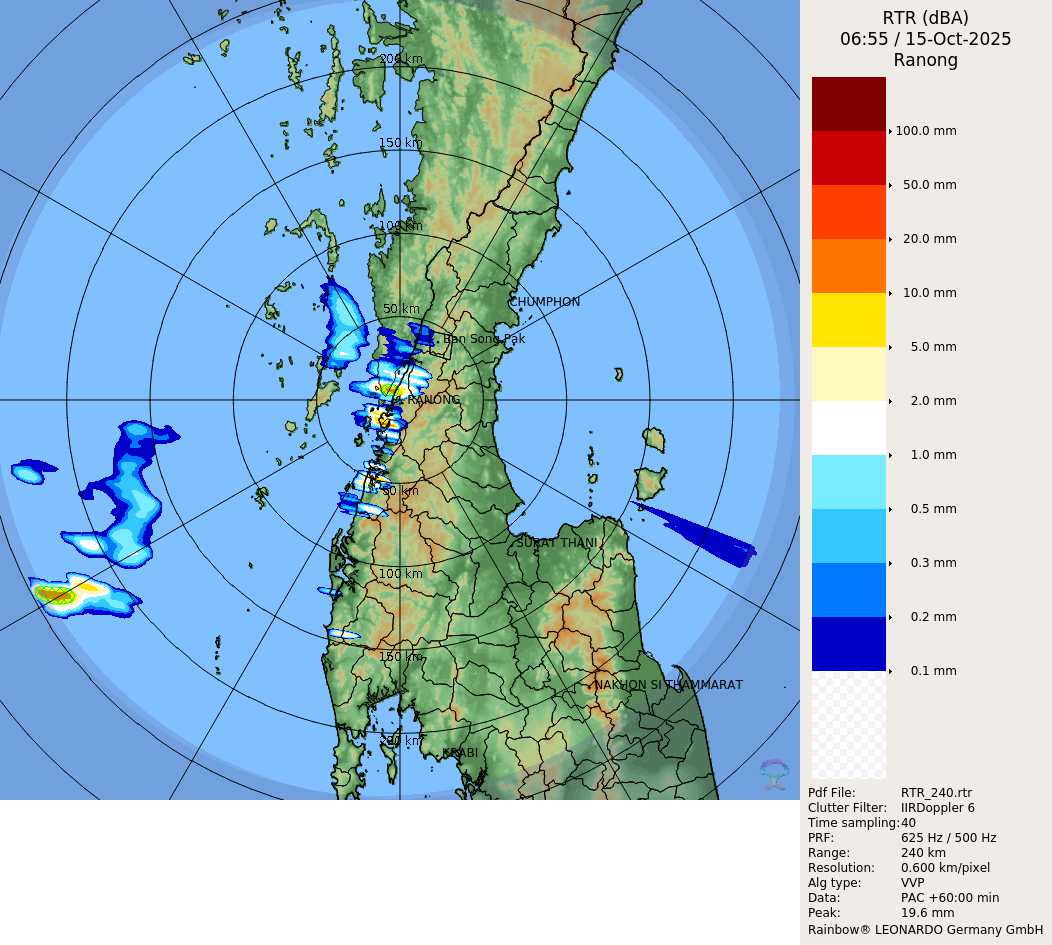 RTR (dBA)
06:55 / 15-Oct-2025
Ranong
200 km
150 km
100 km
50 km
CHUMPHON
Ban Song Pak
RANONG
50 km
SURAT THANI
100 km
150 km
NAKHON SI THAMMARAT
200 km
KRABI
100.0 mm
50.0 mm
20.0 mm
10.0 mm
5.0 mm
2.0 mm
1.0 mm
0.5 mm
0.3 mm
0.2 mm
0.1 mm
Pdf File: RTR_240.rtr
Clutter Filter: IIRDoppler 6
Time sampling:40
PRF: 625 Hz / 500 Hz
Range: 240 km
Resolution: 0.600 km/pixel
Alg type: VVP
Data: PAC +60:00 min
Peak: 19.6 mm
Rainbow® LEONARDO Germany GmbH